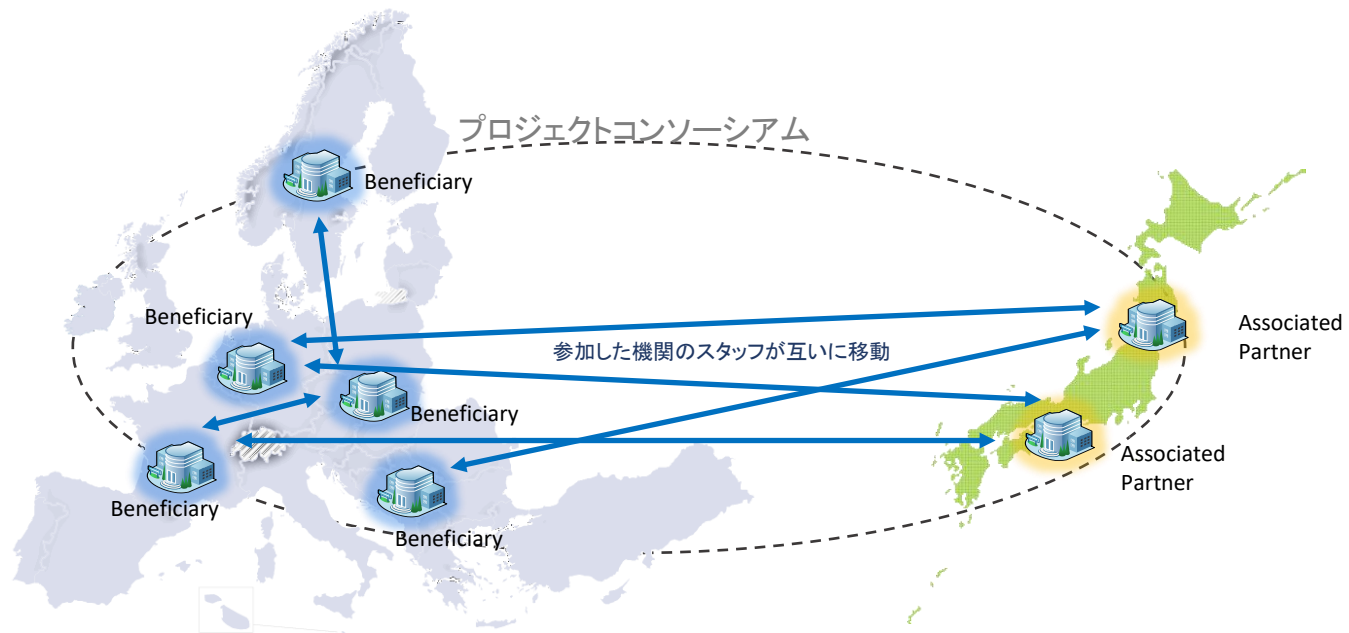 プロジェクトコンソーシアム
Beneficiary
Beneficiary
Associated
Partner
参加した機関のスタッフが互いに移動
Beneficiary
Associated
Partner
Beneficiary
Beneficiary